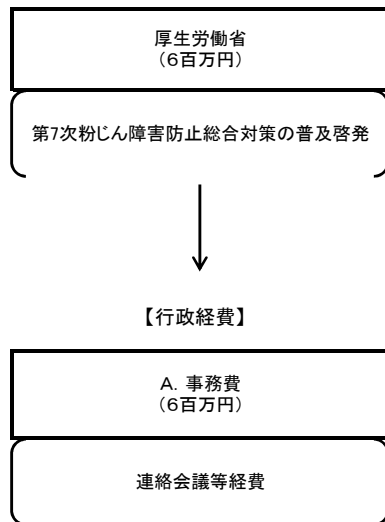 厚生労働省
（６百万円）
第7次粉じん障害防止総合対策の普及啓発
【行政経費】
Ａ．事務費
（６百万円）
連絡会議等経費